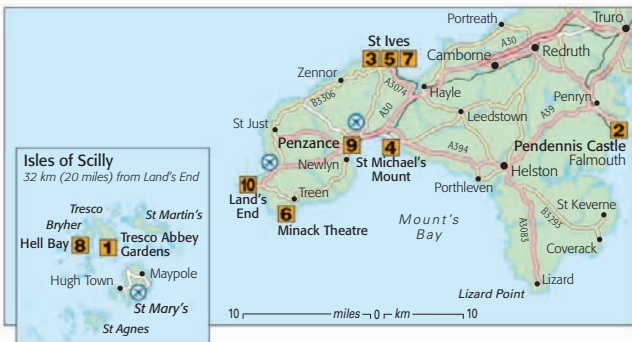 Portreath
Truro
St Ives
3 5 7
A30
Camborne
Redruth
Zennor
A3074
Hayle
B3306
A30
Penryn
Leedstown
A39
St Just
2
Penzance
9
4
A394
Pendennis Castle
Falmouth
Newlyn
St Michael's
Mount
Helston
10
Land's
End
Treen
Porthleven
6
Minack Theatre
Mount's
Bay
St Keverne
B3293
A3083
Coverack
Lizard
Lizard Point
Isles of Scilly
32 km (20 miles) from Land's End
Tresco
Bryher
St Martin's
Hell Bay
8
1
Tresco Abbey
Gardens
Hugh Town
Maypole
St Mary's
St Agnes
10 miles 0 km 10